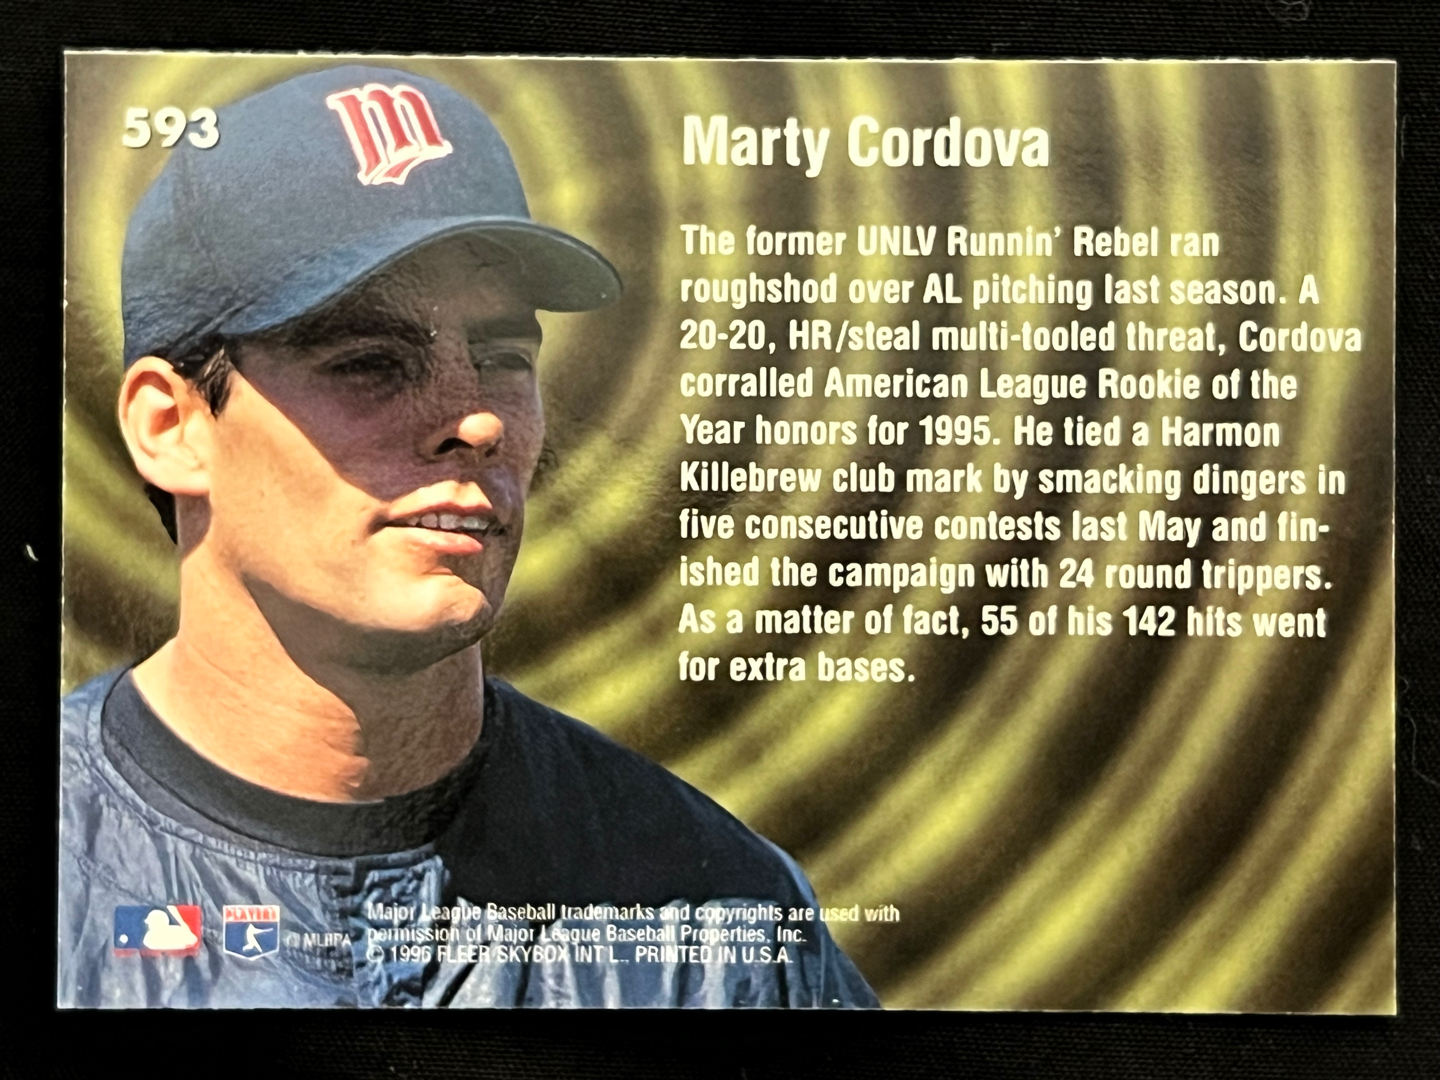 593
Marty Cordova
The former UNLV Runnin' Rebel ran
roughshod over AL pitching last season. A
20-20, HR/steal multi-tooled threat, Cordova
corralled American League Rookie of the
Year honors for 1995. He tied a Harmon
Killebrew club mark by smacking dingers in
five consecutive contests last May and fin-
ished the campaign with 24 round trippers.
As a matter of fact, 55 of his 142 hits went
for extra bases.
m
PLAYERS
© MLBPA
Major League Baseball trademarks and copyrights are used with
permission of Major League Baseball Properties, Inc.
© 1996 FLEER/SKYBOX INT'L., PRINTED IN U.S.A.